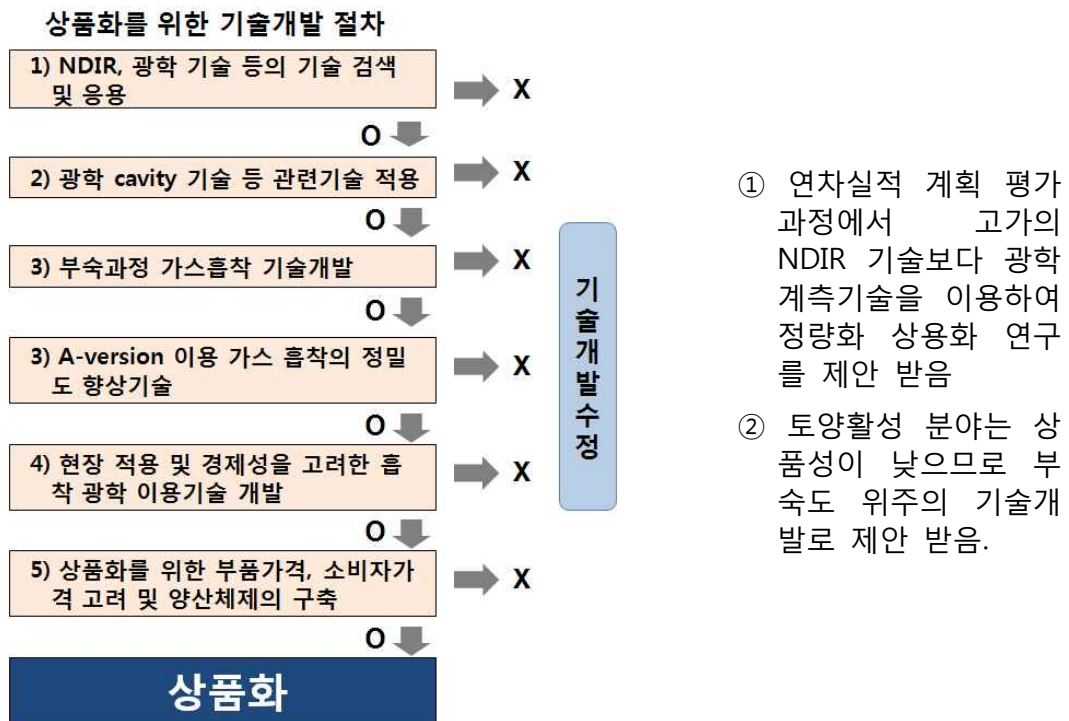 상품화를 위한 기술개발 절차
1) NDIR, 광학 기술 등의 기술 검색
및 응용
X
O
2) 광학 cavity 기술 등 관련기술 적용
X
O
3) 부숙과정 가스흡착 기술개발
X
O
3) A-version 이용 가스 흡착의 정밀
도 향상기술
X
O
4) 현장 적용 및 경제성을 고려한 흡
착 광학 이용기술 개발
X
O
5) 상품화를 위한 부품가격, 소비자가
격 고려 및 양산체제의 구축
X
O
상품화
기
술
개
발
수
정
① 연차실적 계획 평가
과정에서 고가의
NDIR 기술보다 광학
계측기술을 이용하여
정량화 상용화 연구
를 제안 받음
② 토양활성 분야는 상
품성이 낮으므로 부
숙도 위주의 기술개
발로 제안 받음.